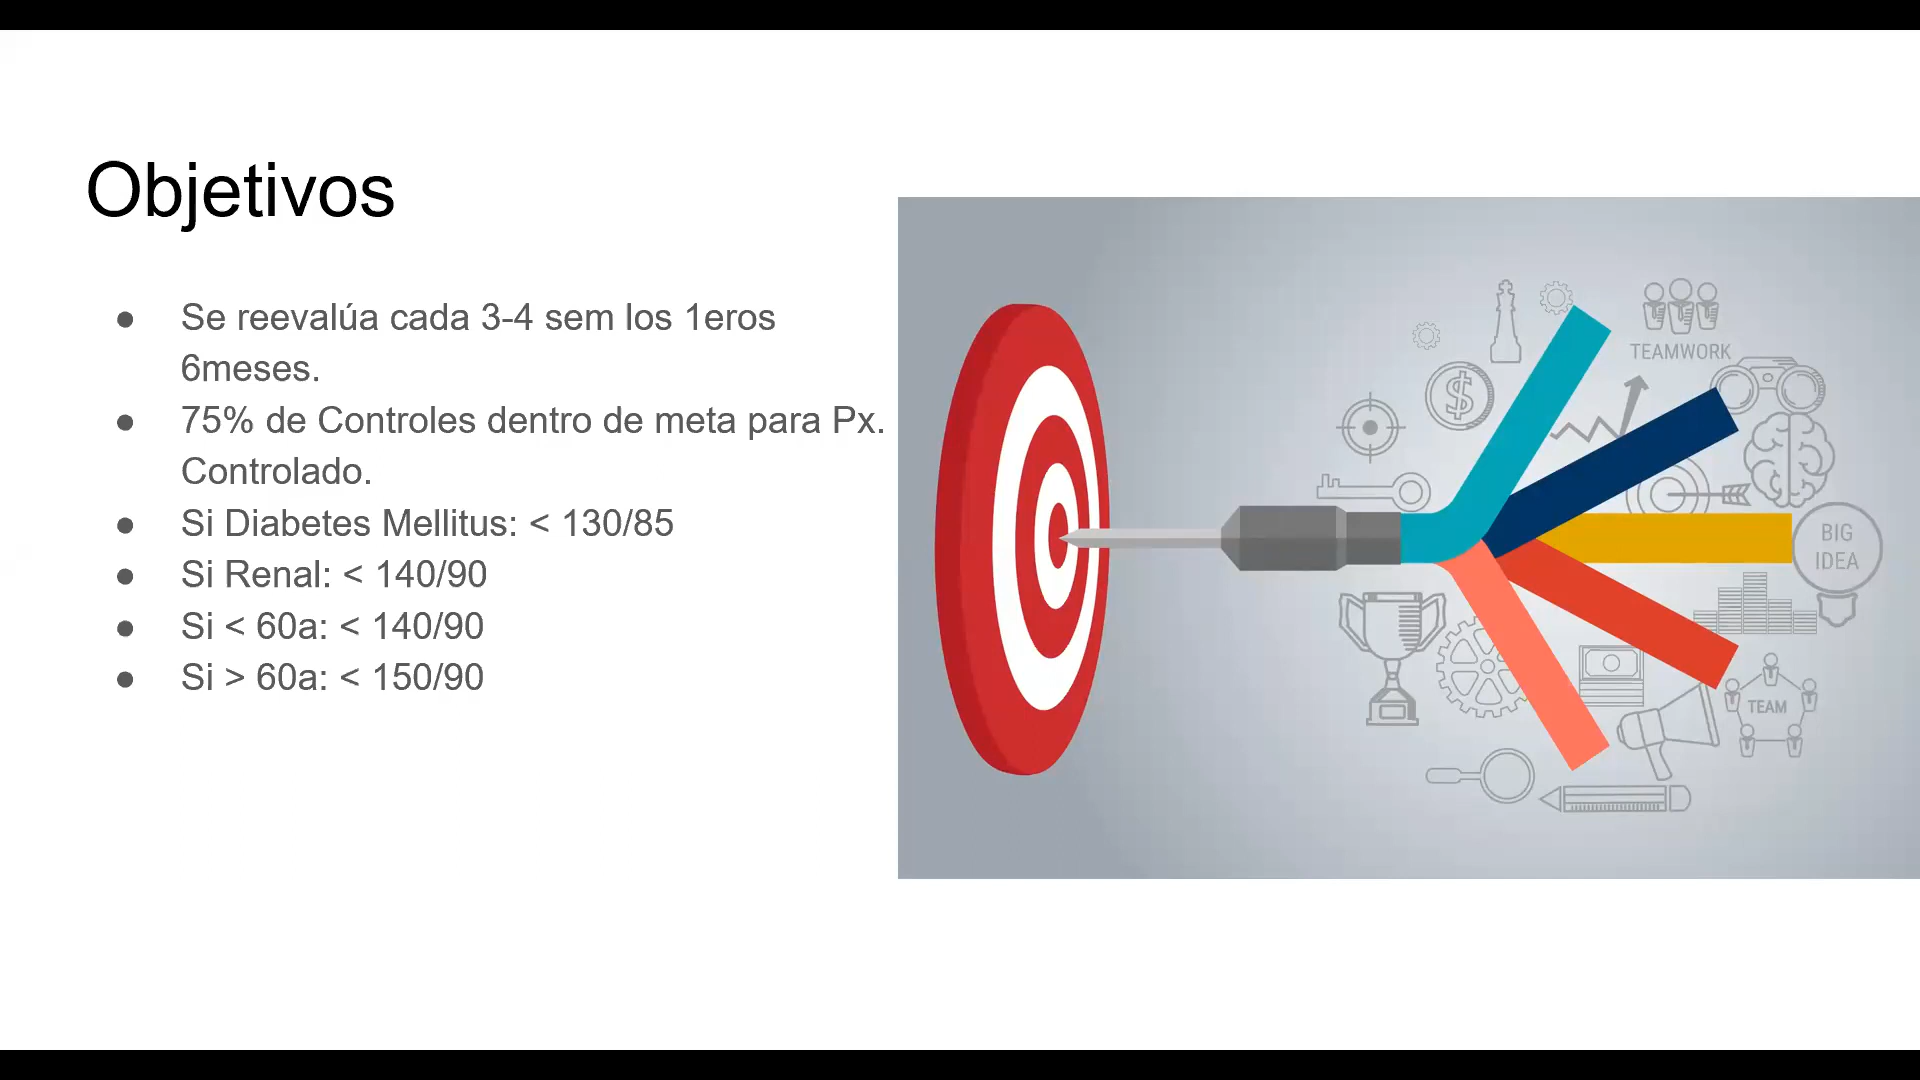 Objetivos
● Se reevalúa cada 3-4 sem los 1eros
6meses.
● 75% de Controles dentro de meta para Px.
Controlado.
● Si Diabetes Mellitus: < 130/85
● Si Renal: < 140/90
● Si < 60a: < 140/90
● Si > 60a: < 150/90
TEAMWORK
$
BIG
IDEA
TEAM